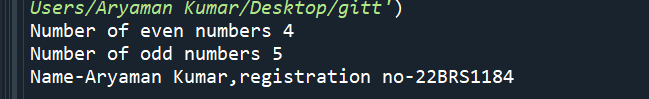 Users/Aryaman Kumar/Desktop/gitt')
Number of even numbers 4
Number of odd numbers 5
Name-Aryaman Kumar,registration no-22BRS1184